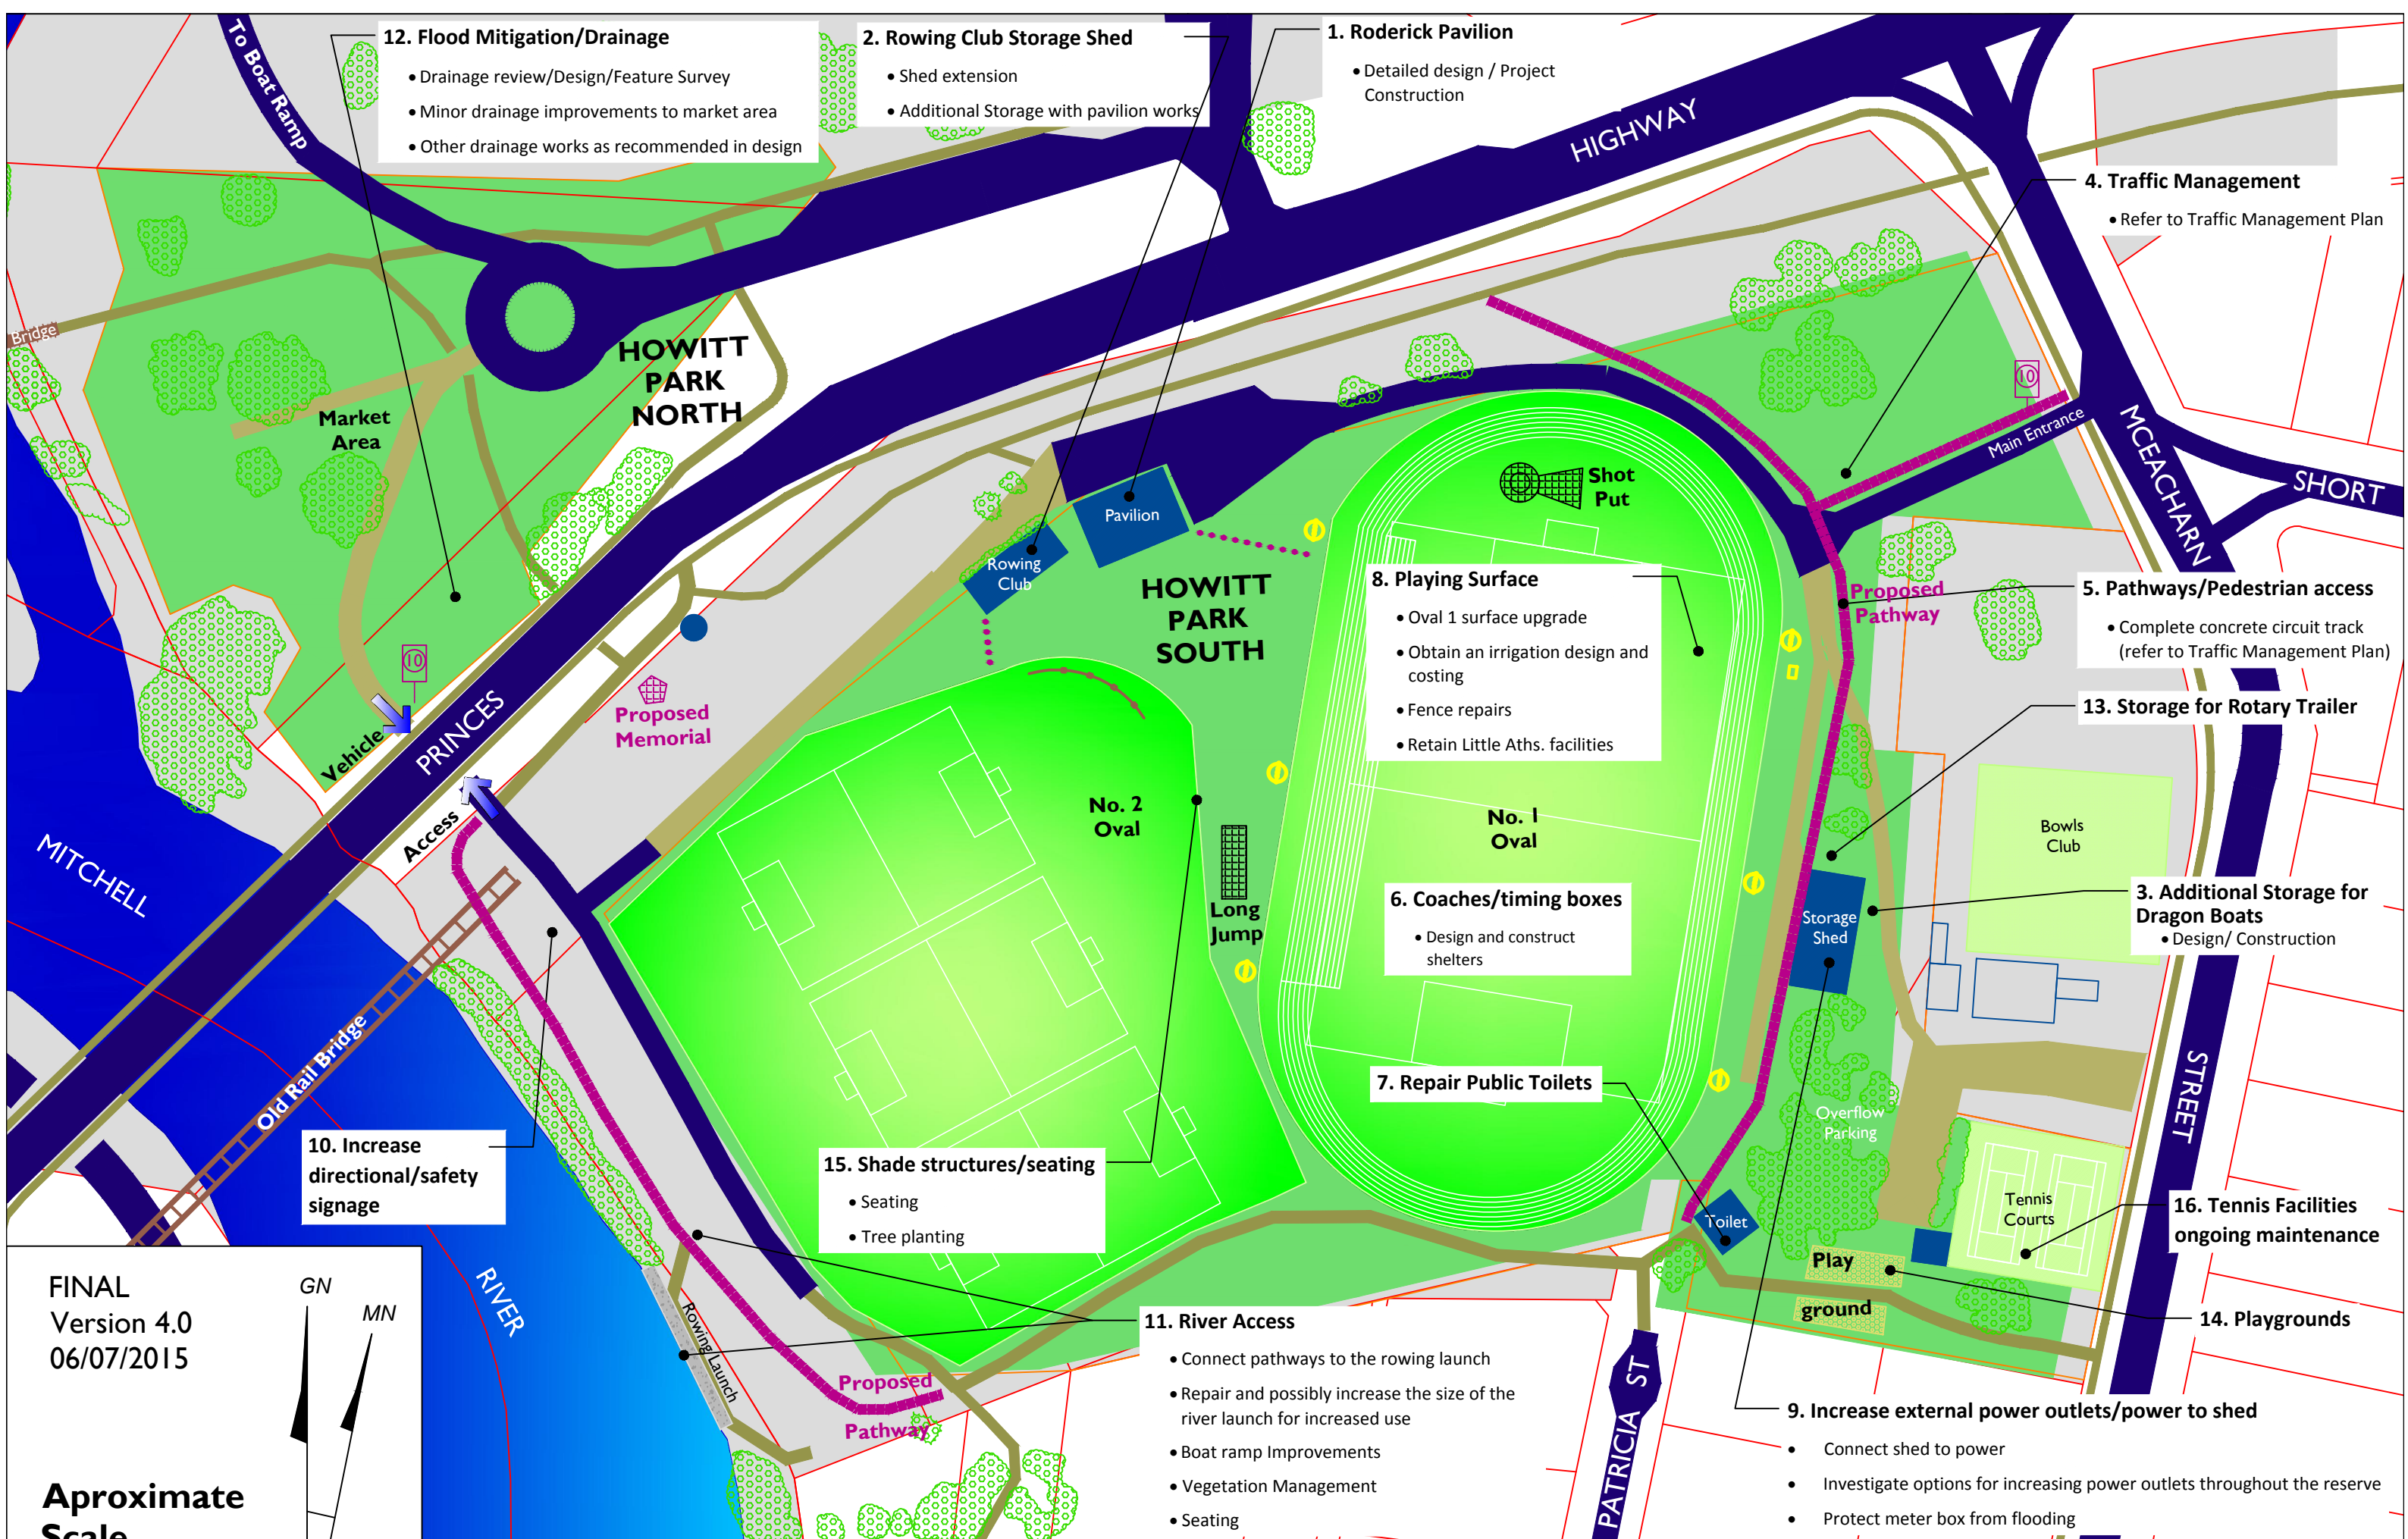 12. Flood Mitigation/Drainage
• Drainage review/Design/Feature Survey
• Minor drainage improvements to market area
• Other drainage works as recommended in design
2. Rowing Club Storage Shed
• Shed extension
• Additional Storage with pavilion works
1. Roderick Pavilion
• Detailed design / Project
Construction
To Boat Ramp
HIGHWAY
4. Traffic Management
• Refer to Traffic Management Plan
Bridge
HOWITT
PARK
NORTH
Market
Area
10
Main Entrance
MCEACHARN
SHORT
Shot
Put
Pavilion
Rowing
Club
HOWITT
PARK
SOUTH
8. Playing Surface
• Oval 1 surface upgrade
• Obtain an irrigation design and
costing
• Fence repairs
• Retain Little Aths. facilities
Proposed
Pathway
5. Pathways/Pedestrian access
• Complete concrete circuit track
(refer to Traffic Management Plan)
10
Vehicle
PRINCES
Proposed
Memorial
13. Storage for Rotary Trailer
Access
MITCHELL
No. 2
Oval
No. 1
Oval
Bowls
Club
Long
Jump
6. Coaches/timing boxes
• Design and construct
shelters
Storage
Shed
3. Additional Storage for
Dragon Boats
• Design/ Construction
Old Rail Bridge
7. Repair Public Toilets
Overflow
Parking
STREET
10. Increase
directional/safety
signage
15. Shade structures/seating
• Seating
• Tree planting
Toilet
Tennis
Courts
16. Tennis Facilities
ongoing maintenance
Play
ground
14. Playgrounds
FINAL
Version 4.0
06/07/2015
GN
MN
RIVER
Rowing Launch
Proposed
Pathway
11. River Access
• Connect pathways to the rowing launch
• Repair and possibly increase the size of the
river launch for increased use
• Boat ramp Improvements
• Vegetation Management
• Seating
PATRICIA ST
9. Increase external power outlets/power to shed
• Connect shed to power
• Investigate options for increasing power outlets throughout the reserve
• Protect meter box from flooding
Aproximate
Scale